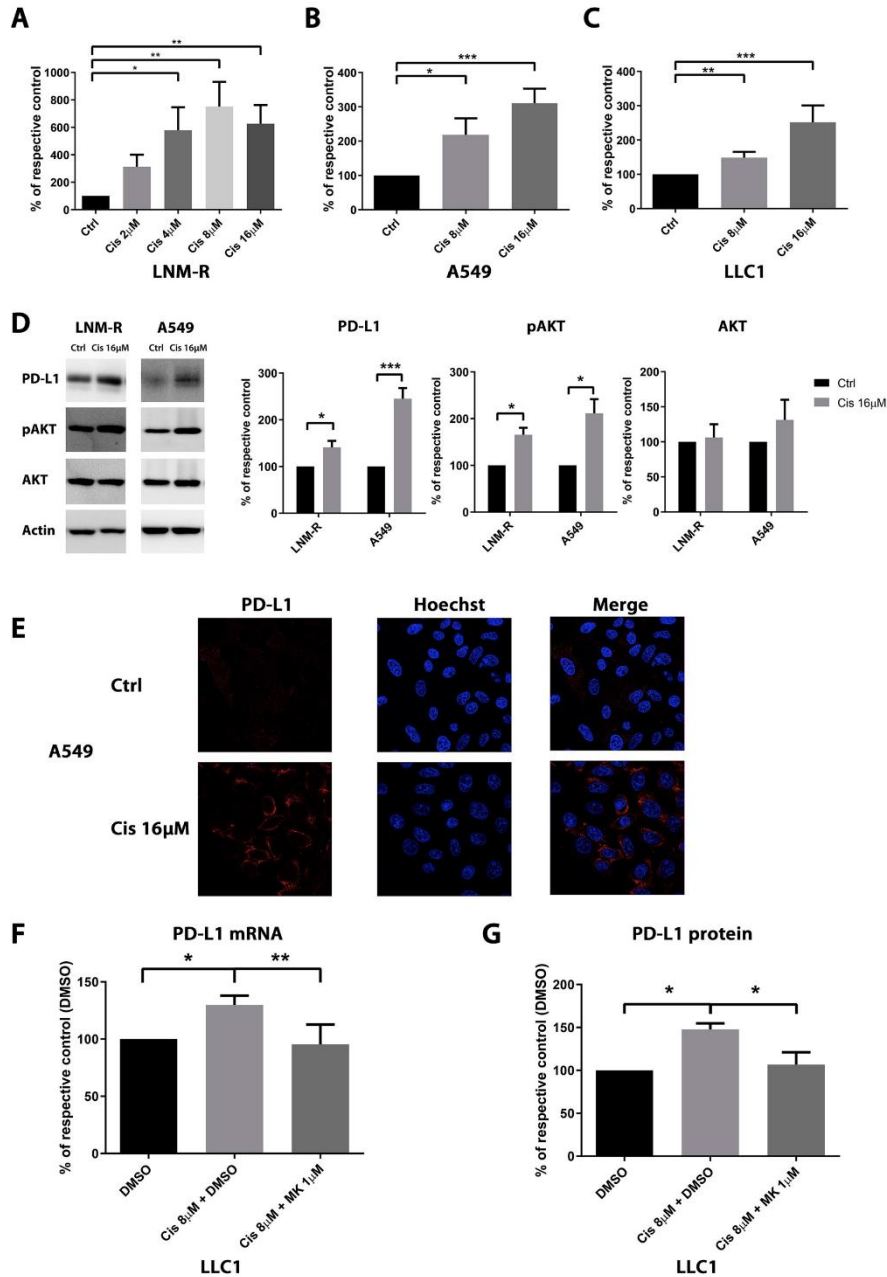 A
% of respective control
1000
800
600
400
200
0
*
**
**
Ctrl
Cis 2µM
Cis 4µM
Cis 8µM
Cis 16µM
LNM-R
B
% of respective control
400
300
200
100
0
*
***
Ctrl
Cis 8µM
Cis 16µM
A549
C
% of respective control
400
300
200
100
0
**
***
Ctrl
Cis 8µM
Cis 16µM
LLC1
D
LNM-R A549
Ctrl Cis 16µM Ctrl Cis 16µM
PD-L1
pAKT
AKT
Actin
PD-L1
% of respective control
300
200
100
0
*
***
LNM-R
A549
pAKT
% of respective control
300
200
100
0
*
*
LNM-R
A549
AKT
% of respective control
200
150
100
50
0
LNM-R
A549
Ctrl
Cis 16µM
E
PD-L1 Hoechst Merge
Ctrl
A549
Cis 16µM
F
PD-L1 mRNA
% of respective control (DMSO)
150
100
50
0
*
**
DMSO
Cis 8µM + DMSO
Cis 8µM + MK 1µM
LLC1
G
PD-L1 protein
% of respective control (DMSO)
200
150
100
50
0
*
*
DMSO
Cis 8µM + DMSO
Cis 8µM + MK 1µM
LLC1